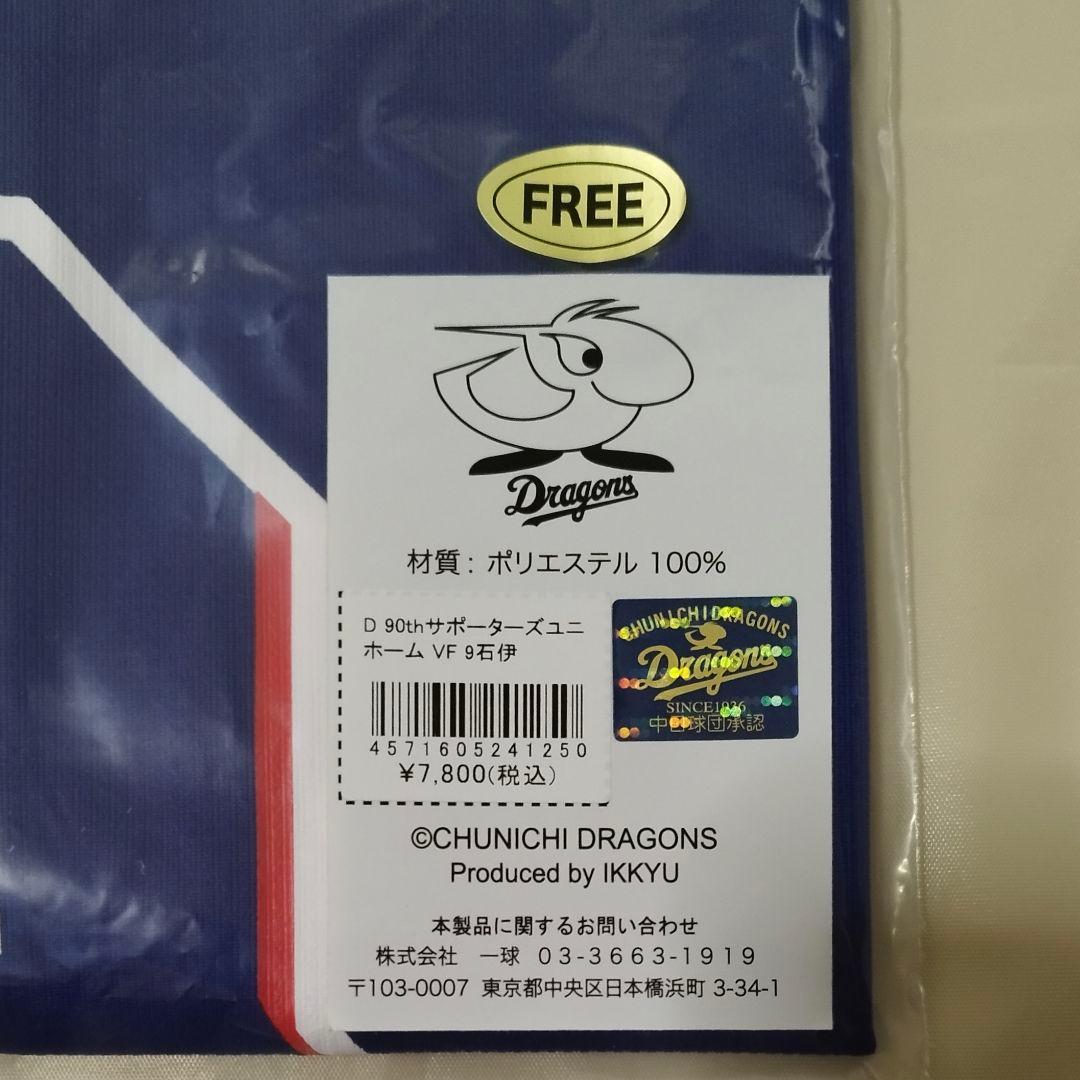 FREE
Dragons
材質: ポリエステル 100%
D 90thサポーターズユニ
ホーム VF 9石伊
4571605241250
¥7,800(税込)
CHUNICHI DRAGONS
Dragons
SINCE1936
中日球団承認
©CHUNICHI DRAGONS
Produced by IKKYU
本製品に関するお問い合わせ
株式会社 一球 03-3663-1919
〒103-0007 東京都中央区日本橋浜町 3-34-1